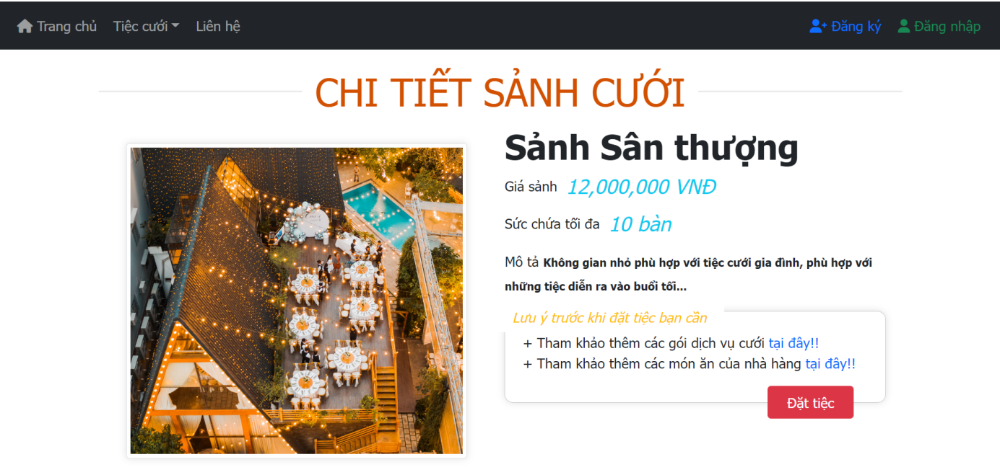 Trang chủ Tiệc cưới Liên hệ Đăng ký Đăng nhập
CHI TIẾT SẢNH CƯỚI
Sảnh Sân thượng
Giá sảnh 12,000,000 VNĐ
Sức chứa tối đa 10 bàn
Mô tả Không gian nhỏ phù hợp với tiệc cưới gia đình, phù hợp với
những tiệc diễn ra vào buổi tối...
Lưu ý trước khi đặt tiệc bạn cần
+ Tham khảo thêm các gói dịch vụ cưới tại đây!!
+ Tham khảo thêm các món ăn của nhà hàng tại đây!!
Đặt tiệc